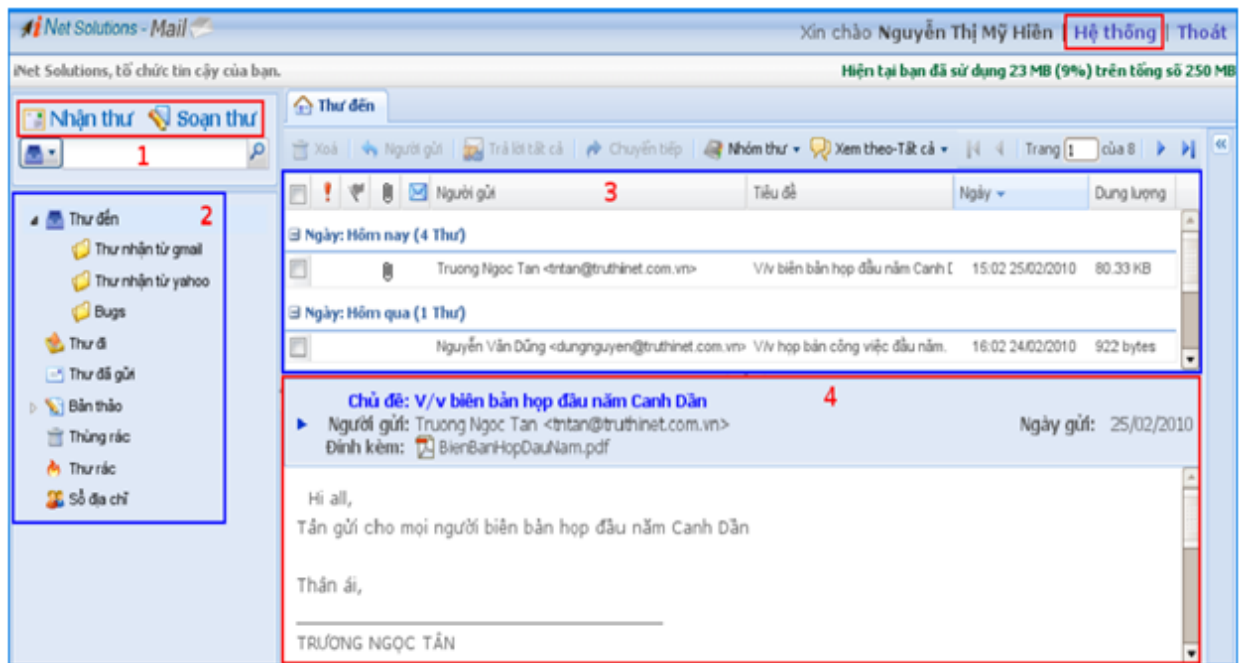 iNet Solutions - Mail
Xin chào Nguyễn Thị Mỹ Hiền | Hệ thống | Thoát
iNet Solutions, tổ chức tin cậy của bạn.
Hiện tại bạn đã sử dụng 23 MB (9%) trên tổng số 250 MB
Nhận thư Soạn thư
1
2
Thư đến
Thư nhận từ gmail
Thư nhận từ yahoo
Bugs
Thư đi
Thư đã gửi
Bản thảo
Thùng rác
Thư rác
Sổ địa chỉ
Thư đến
Xoá Người gửi Trả lời tất cả Chuyển tiếp Nhóm thư Xem theo-Tất cả Trang 1 của 8
Người gửi 3 Tiêu đề Ngày Dung lượng
Ngày: Hôm nay (4 Thư)
Truong Ngoc Tan <tntan@truthinet.com.vn> V/v biên bản họp đầu năm Canh D 15:02 25/02/2010 80.33 KB
Ngày: Hôm qua (1 Thư)
Nguyễn Văn Dũng <dungnguyen@truthinet.com.vn> V/v họp bàn công việc đầu năm. 16:02 24/02/2010 922 bytes
Chủ đề: V/v biên bản họp đầu năm Canh Dần 4
Người gửi: Truong Ngoc Tan <tntan@truthinet.com.vn> Ngày gửi: 25/02/2010
Đính kèm: BienBanHopDauNam.pdf
Hi all,
Tân gửi cho mọi người biên bản họp đầu năm Canh Dần
Thân ái,
TRƯƠNG NGỌC TÂN